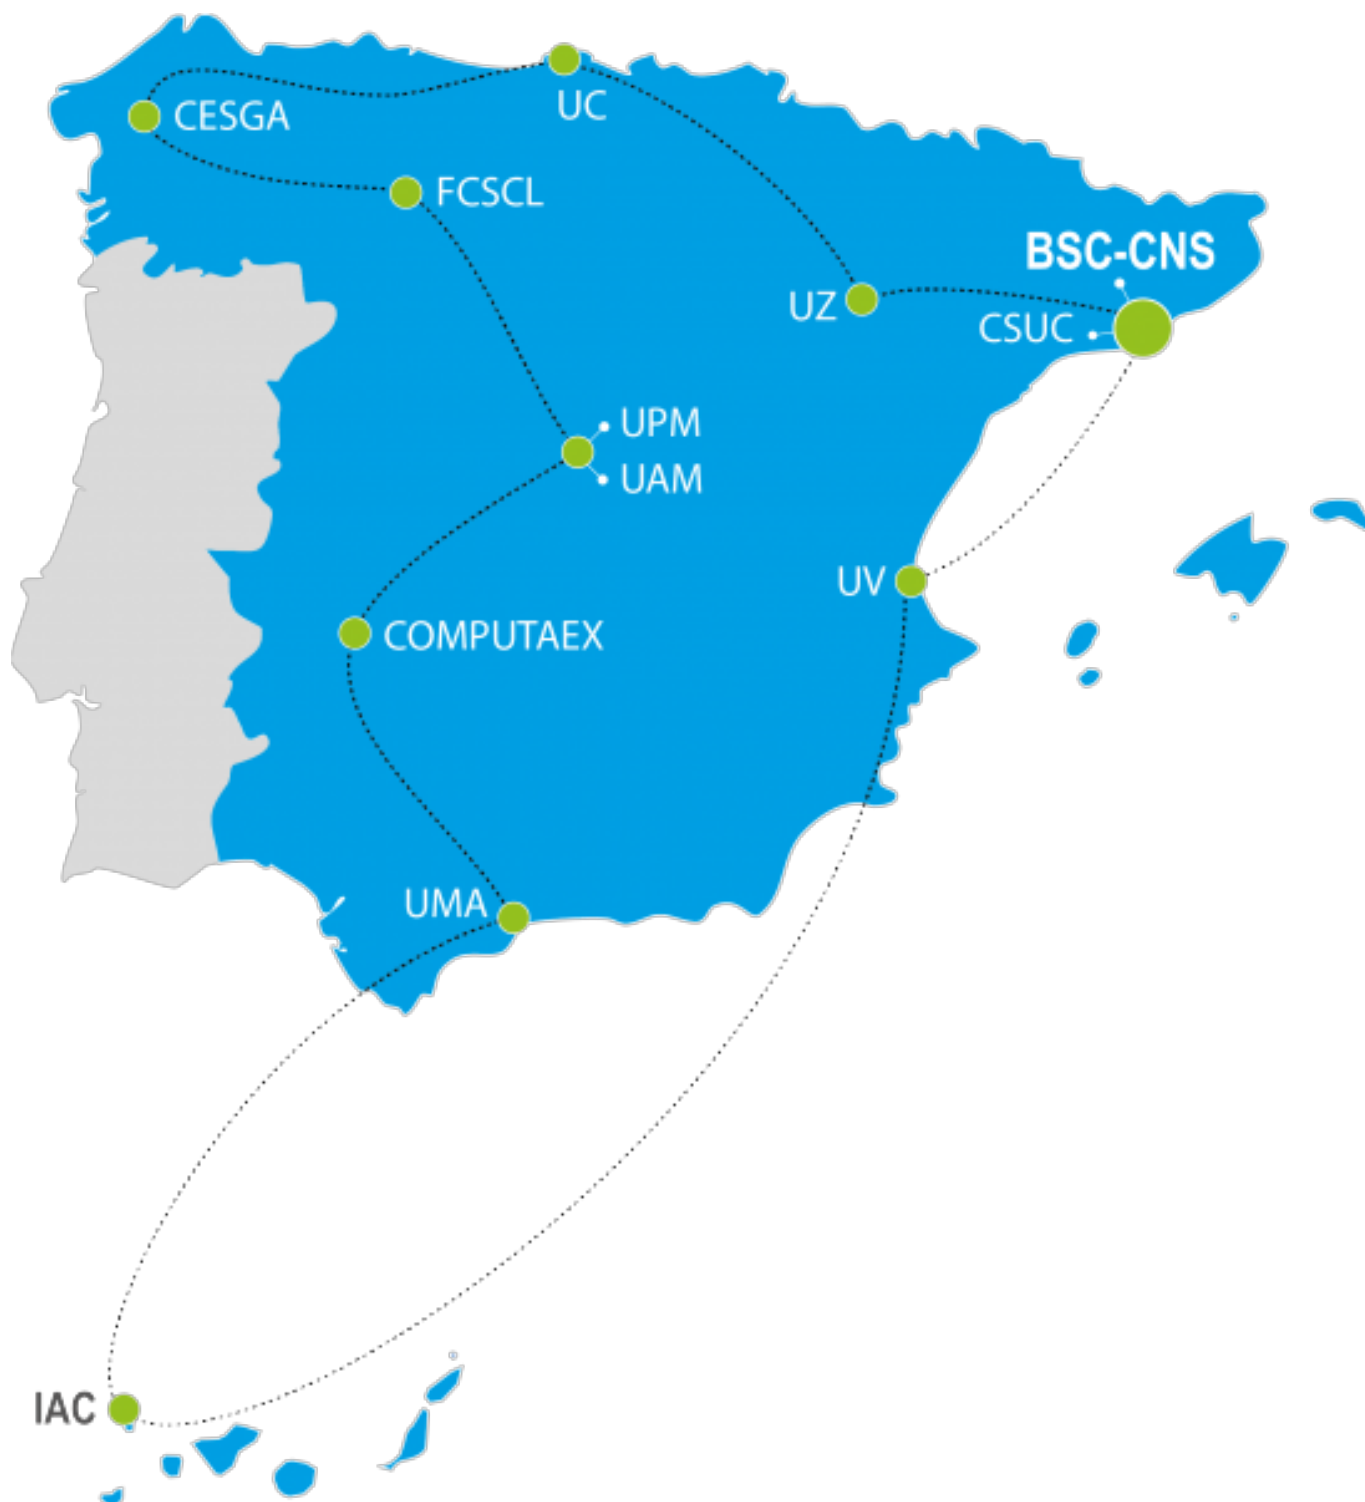 UC
CESGA
FCSCL
BSC-CNS
UZ
CSUC
UPM
UAM
UV
COMPUTAEX
UMA
IAC